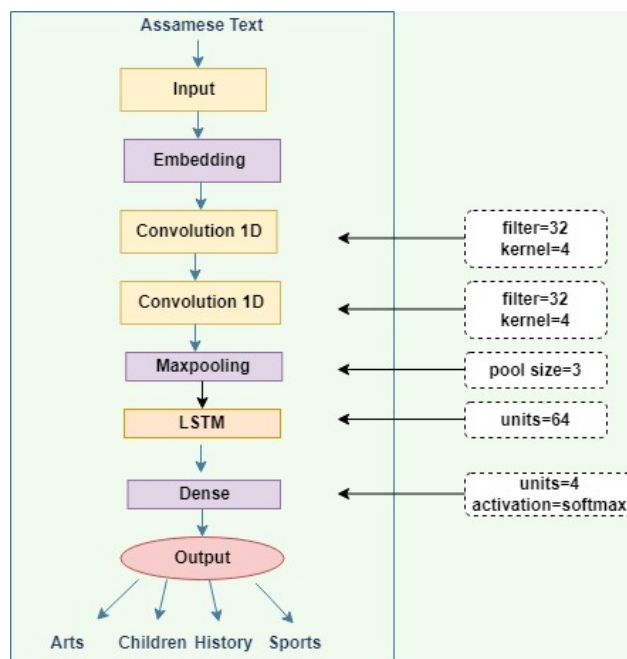 Assamese Text
Input
Embedding
Convolution 1D
filter=32
kernel=4
Convolution 1D
filter=32
kernel=4
Maxpooling
pool size=3
LSTM
units=64
Dense
units=4
activation=softmax
Output
Arts Children History Sports